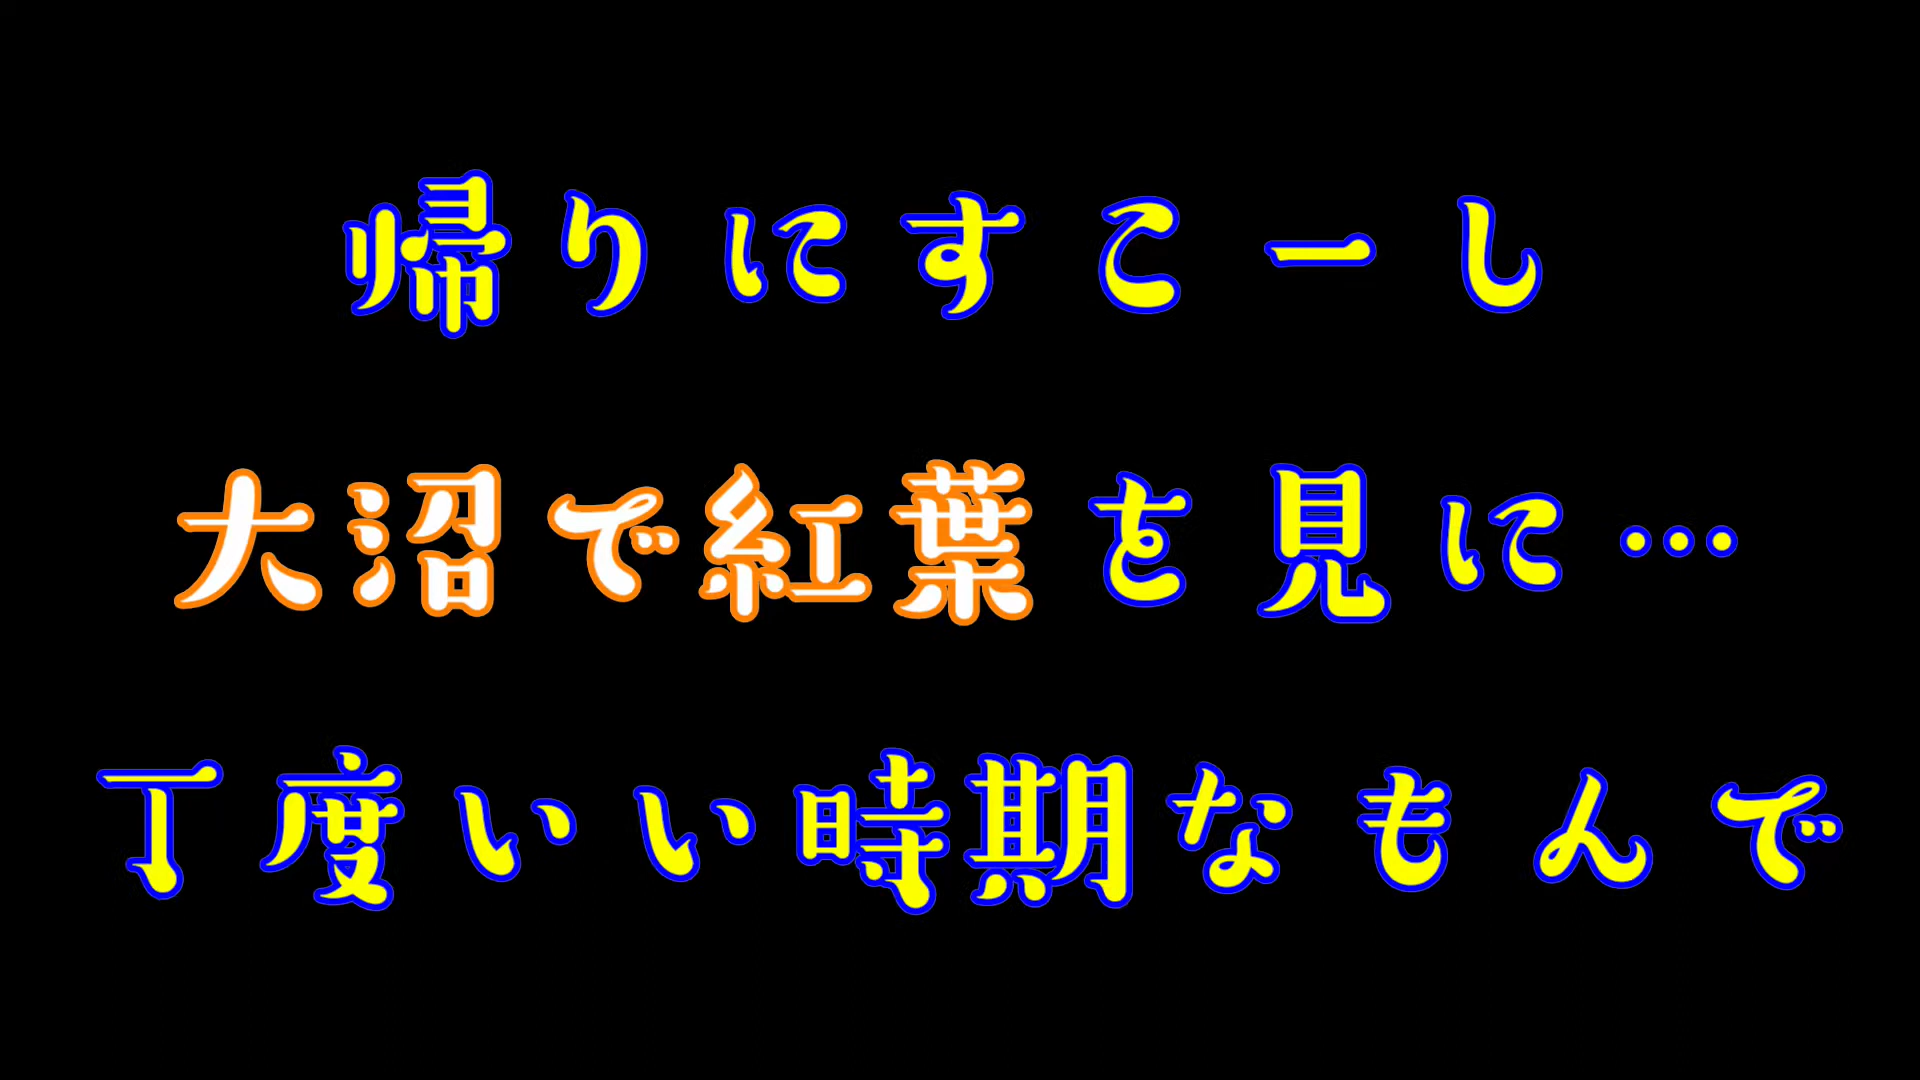 帰りにすこーし
大沼で紅葉を見に…
丁度いい時期なもんで